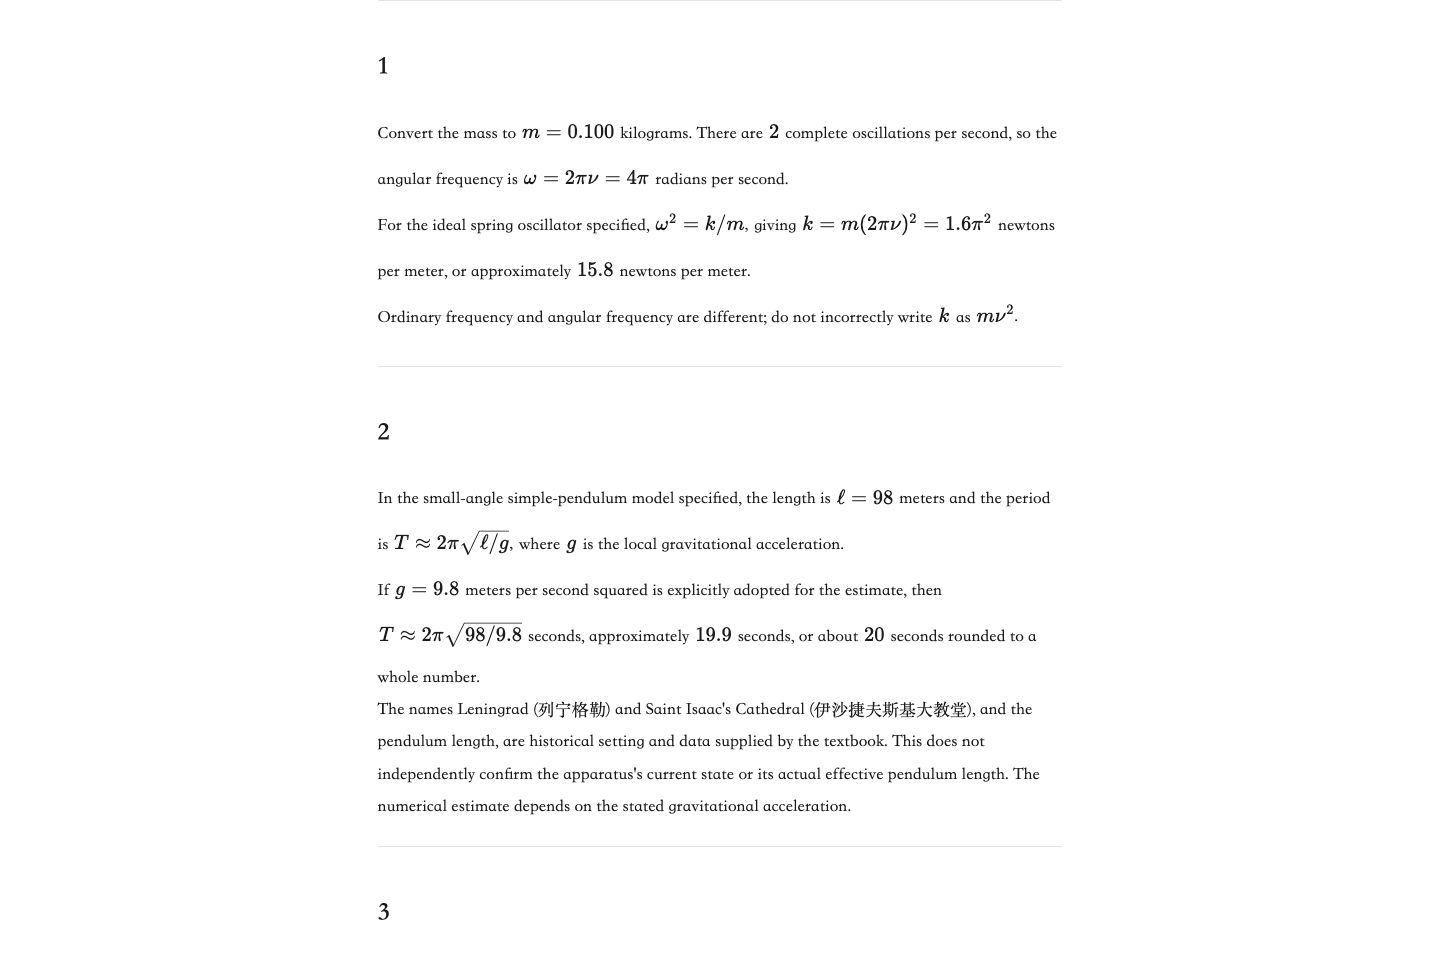 1
Convert the mass to m = 0.100 kilograms. There are 2 complete oscillations per second, so the
angular frequency is ω = 2πν = 4π radians per second.
For the ideal spring oscillator specified, ω² = k/m, giving k = m(2πν)² = 1.6π² newtons
per meter, or approximately 15.8 newtons per meter.
Ordinary frequency and angular frequency are different; do not incorrectly write k as mν².
2
In the small-angle simple-pendulum model specified, the length is ℓ = 98 meters and the period
is T ≈ 2π√(ℓ/g), where g is the local gravitational acceleration.
If g = 9.8 meters per second squared is explicitly adopted for the estimate, then
T ≈ 2π√(98/9.8) seconds, approximately 19.9 seconds, or about 20 seconds rounded to a
whole number.
The names Leningrad (列宁格勒) and Saint Isaac's Cathedral (伊沙捷夫斯基大教堂), and the
pendulum length, are historical setting and data supplied by the textbook. This does not
independently confirm the apparatus's current state or its actual effective pendulum length. The
numerical estimate depends on the stated gravitational acceleration.
3